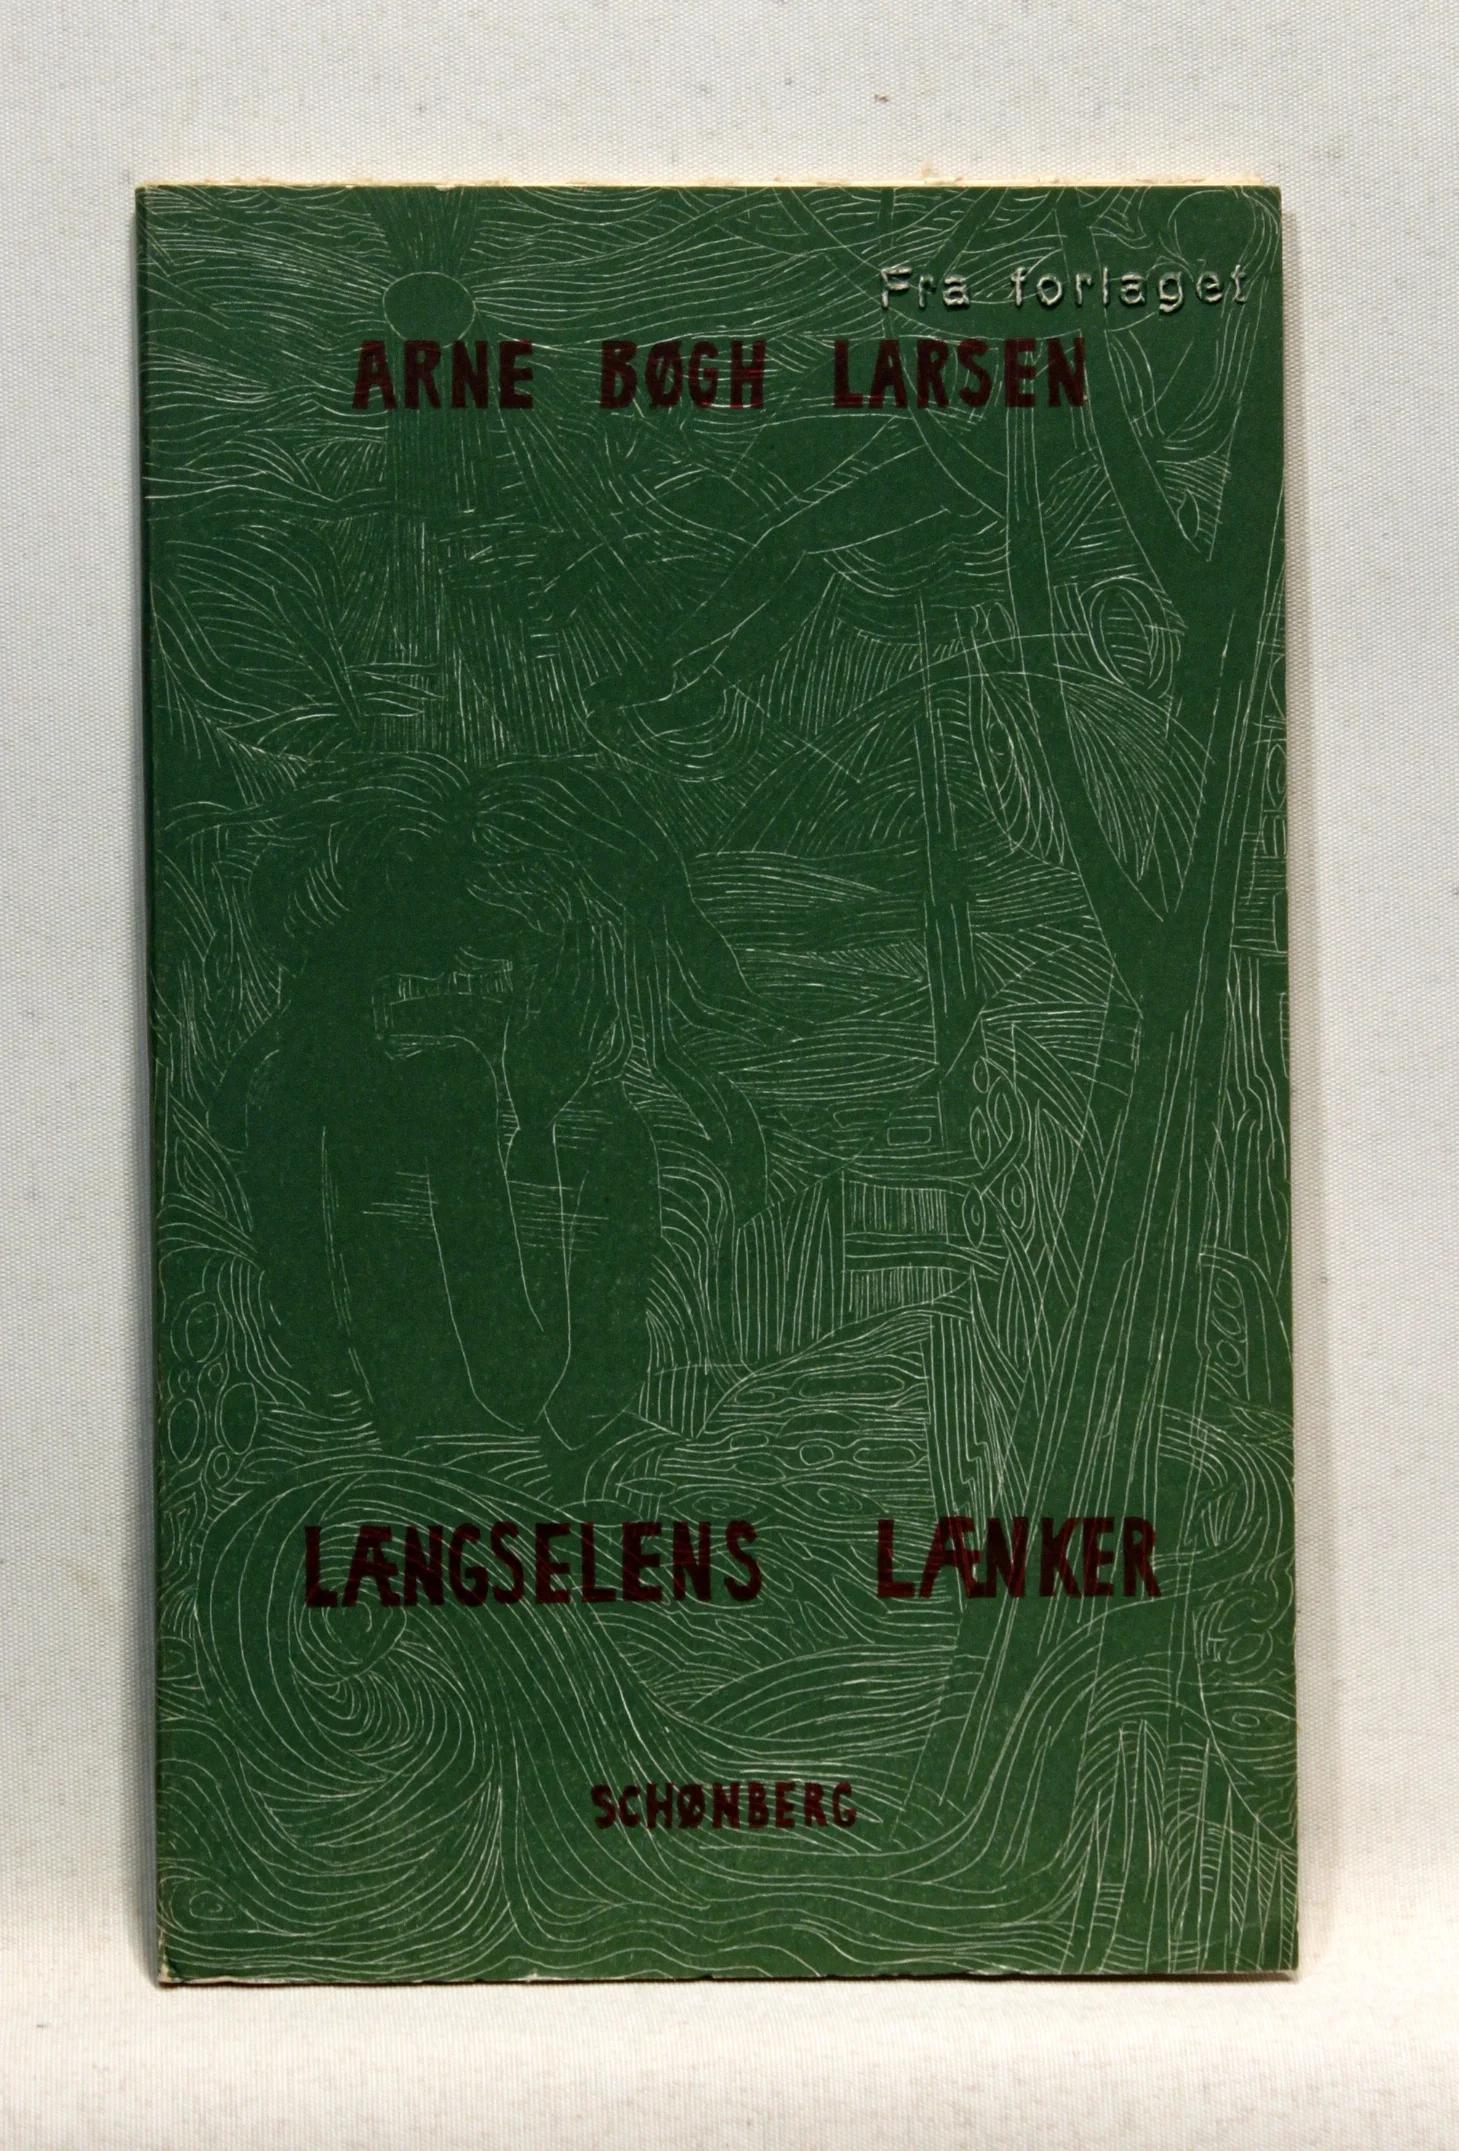 Fra forlaget
ARNE BØGH LARSEN
LÆNGSELENS LÆNKER
SCHØNBERG